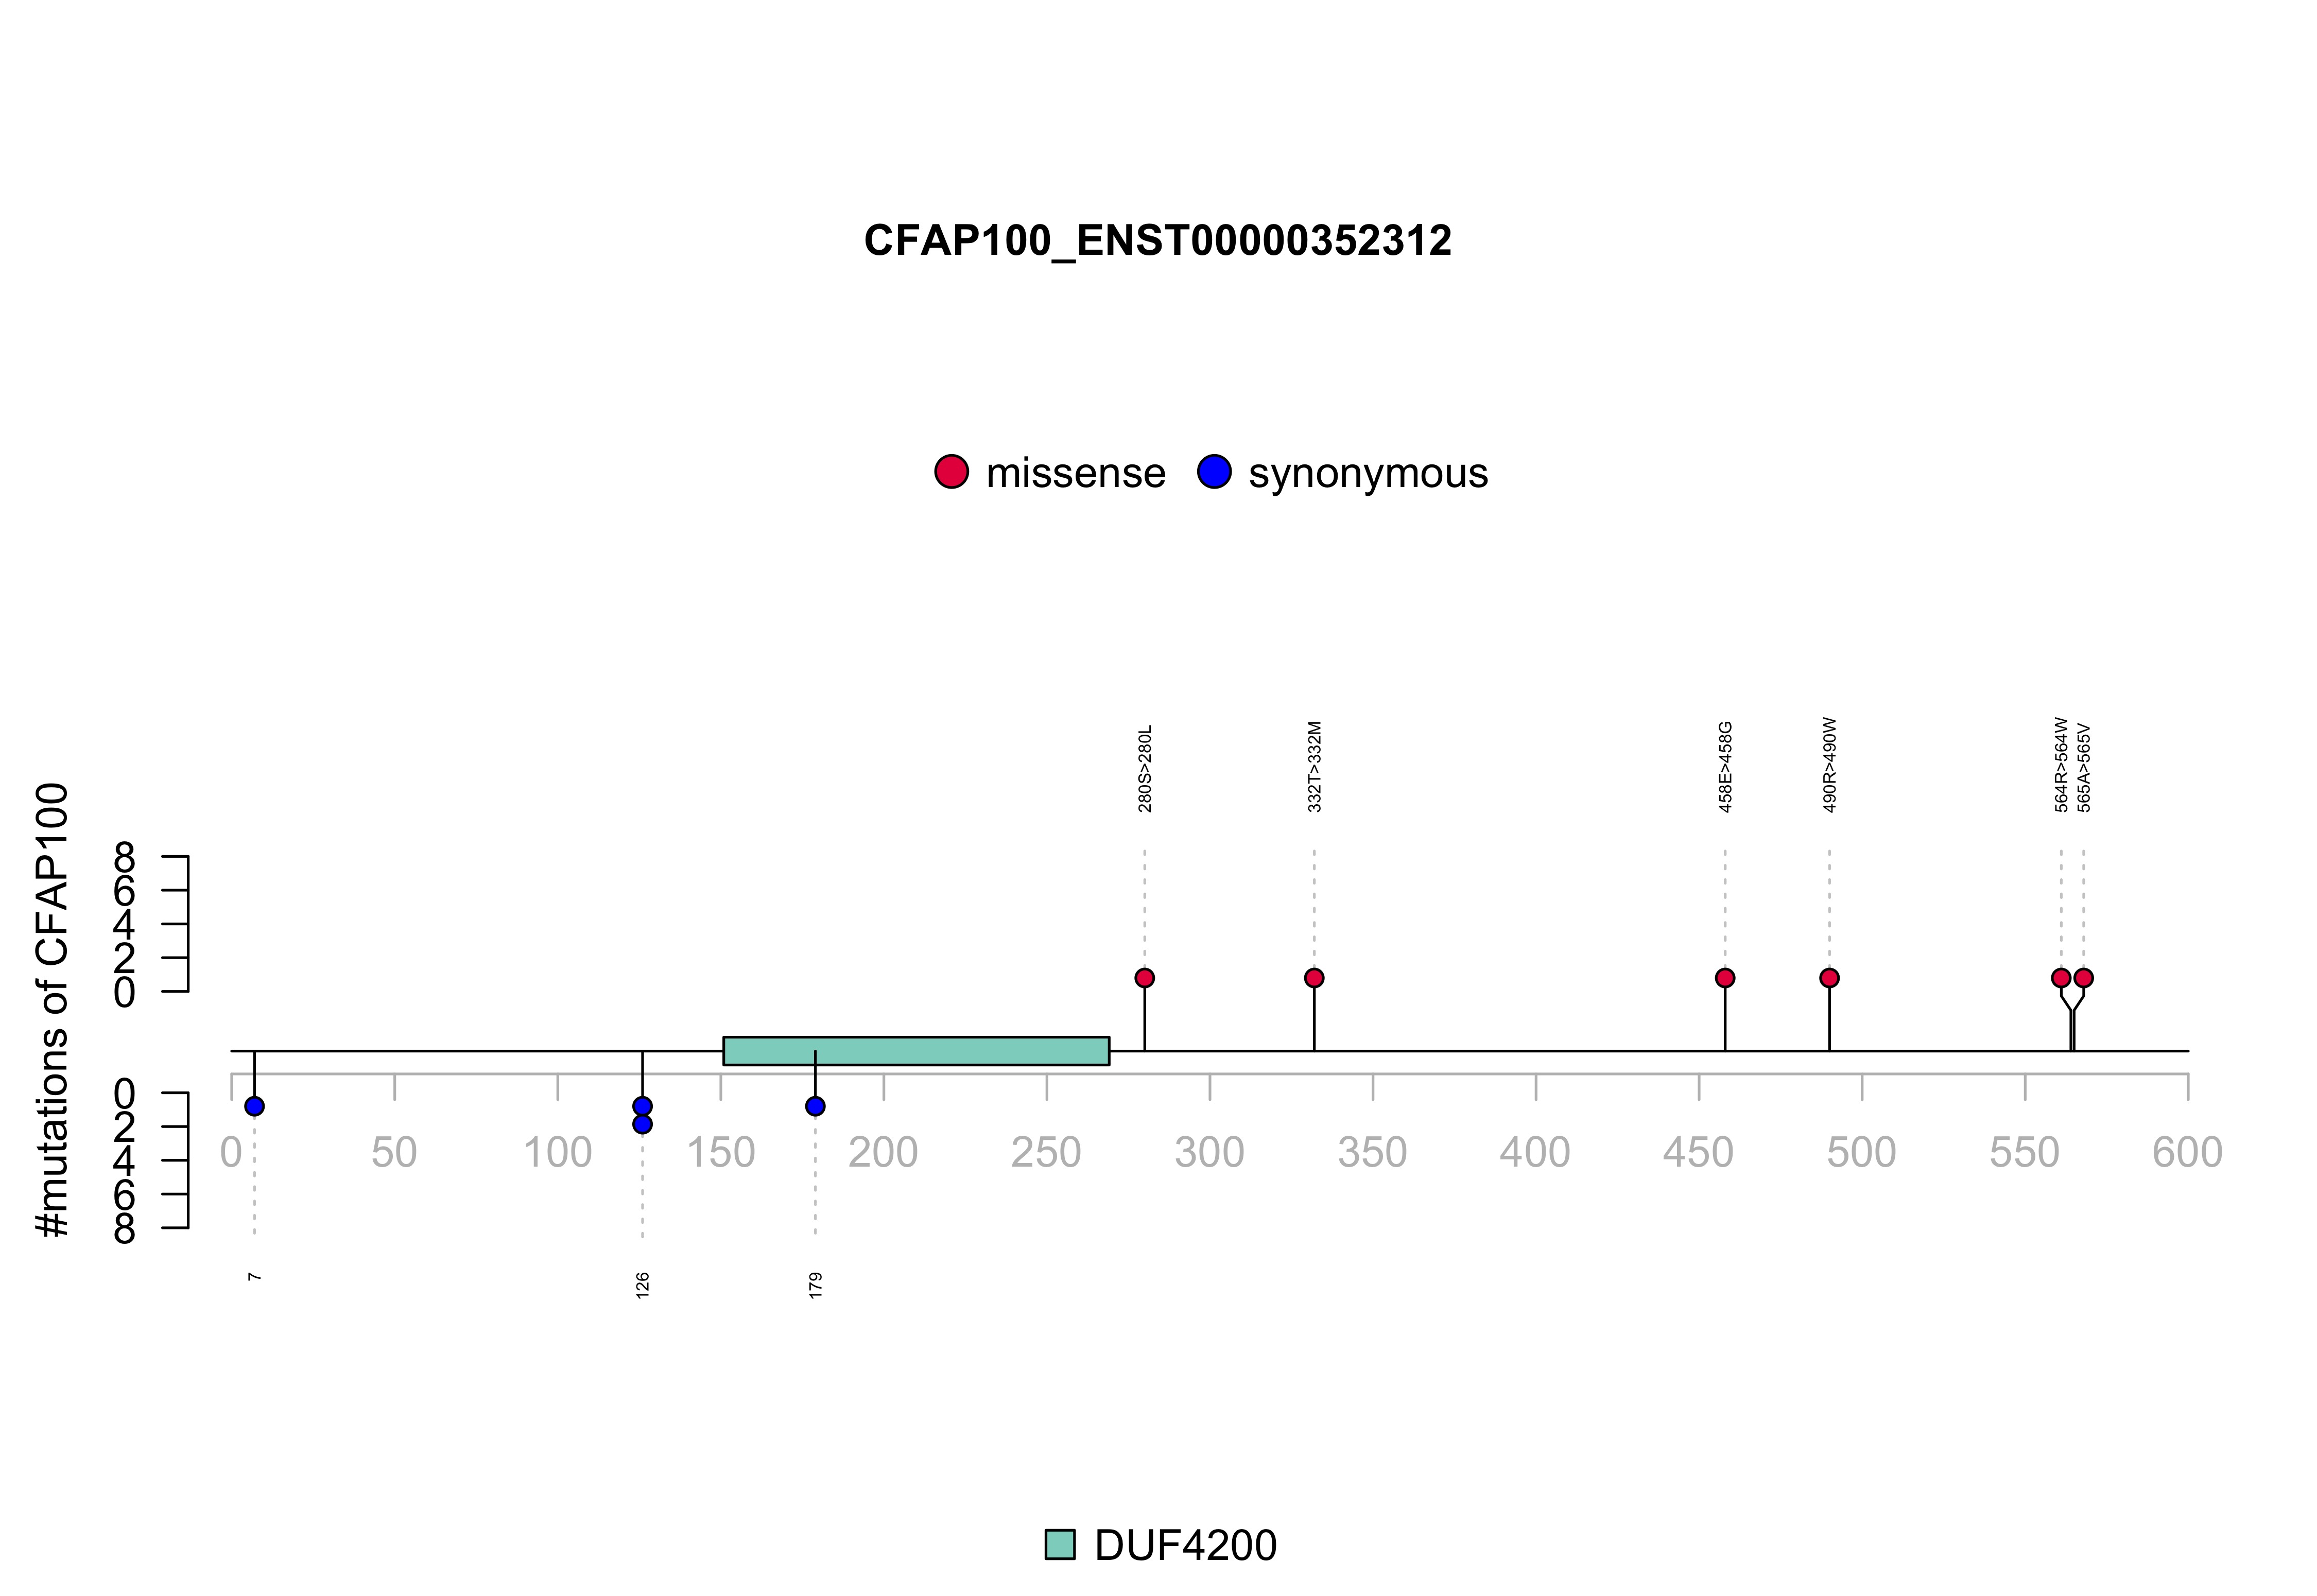 CFAP100_ENST00000352312
missense synonymous
280S>280L
332T>332M
458E>458G
490R>490W
564R>564W
565A>565V
#mutations of CFAP100
8
6
4
2
0
0
2
4
6
8
0 50 100 150 200 250 300 350 400 450 500 550 600
7
126
179
DUF4200